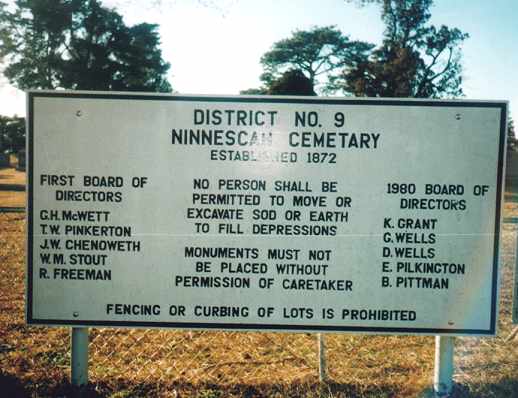 DISTRICT NO. 9
NINNESCAH CEMETARY
ESTABLISHED 1872
FIRST BOARD OF
DIRECTORS
G.H. McWETT
T.W. PINKERTON
J.W. CHENOWETH
W.M. STOUT
R. FREEMAN
NO PERSON SHALL BE
PERMITTED TO MOVE OR
EXCAVATE SOD OR EARTH
TO FILL DEPRESSIONS
MONUMENTS MUST NOT
BE PLACED WITHOUT
PERMISSION OF CARETAKER
1980 BOARD OF
DIRECTORS
K. GRANT
G. WELLS
D. WELLS
E. PILKINGTON
B. PITTMAN
FENCING OR CURBING OF LOTS IS PROHIBITED